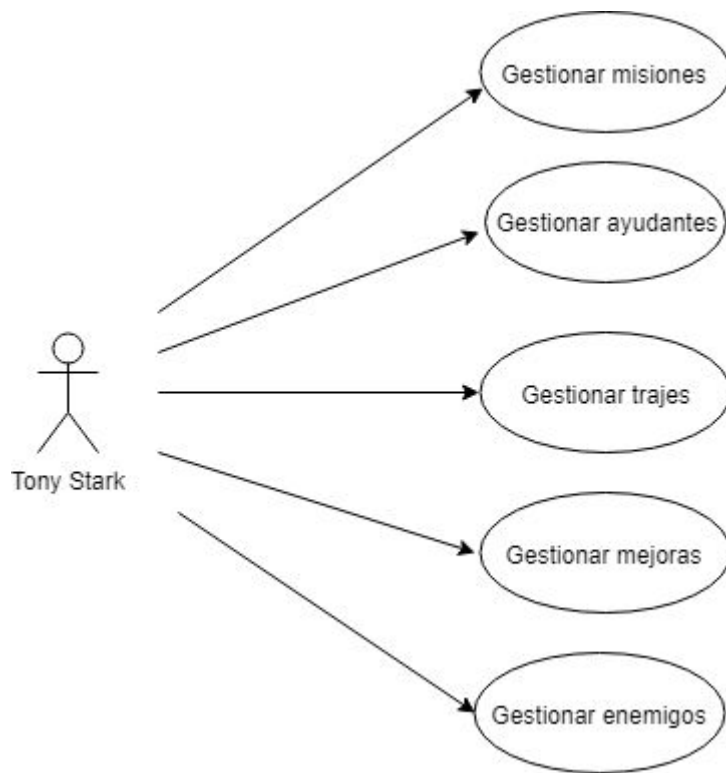 Gestionar misiones
Gestionar ayudantes
Gestionar trajes
Tony Stark
Gestionar mejoras
Gestionar enemigos